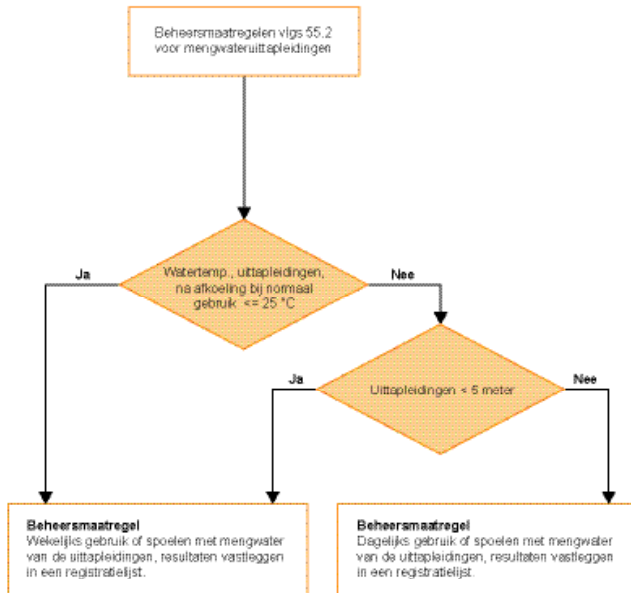 Beheersmaatregelen vlgs 55.2
voor mengwateruittapleidingen
Ja
Watertemp., uittapleidingen,
na afkoeling bij normaal
gebruik <= 25 °C
Nee
Ja
Uittapleidingen < 5 meter
Nee
Beheersmaatregel
Wekelijks gebruik of spoelen met mengwater
van de uittapleidingen, resultaten vastleggen
in een registratielijst.
Beheersmaatregel
Dagelijks gebruik of spoelen met mengwater
van de uittapleidingen, resultaten vastleggen
in een registratielijst.